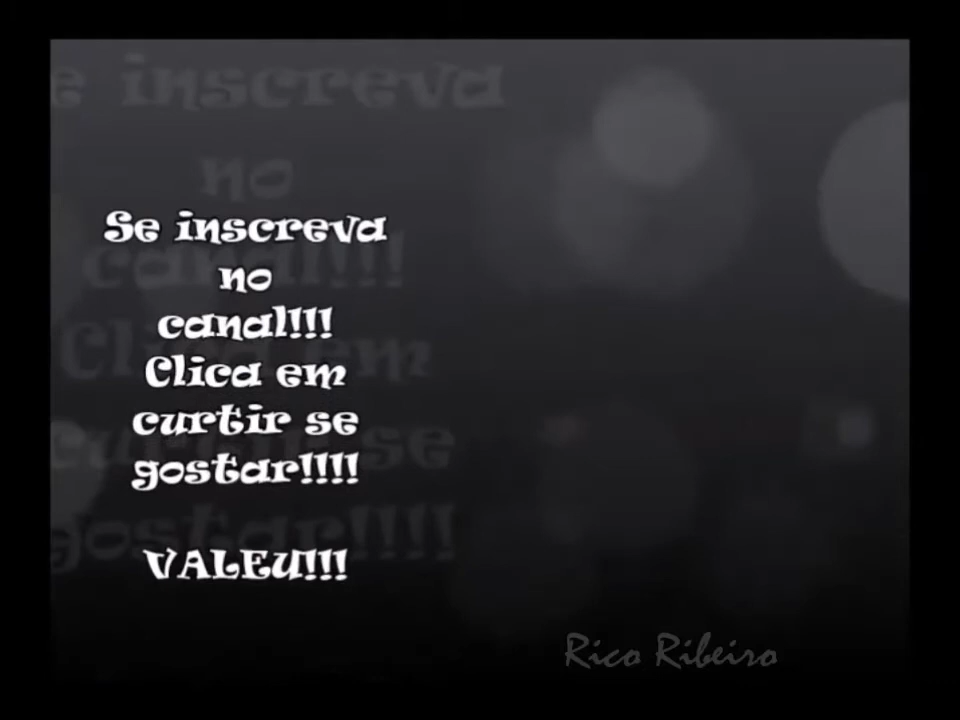 Se inscreva
no
canal!!!
Clica em
curtir se
gostar!!!!
VALEU!!!
Rico Ribeiro